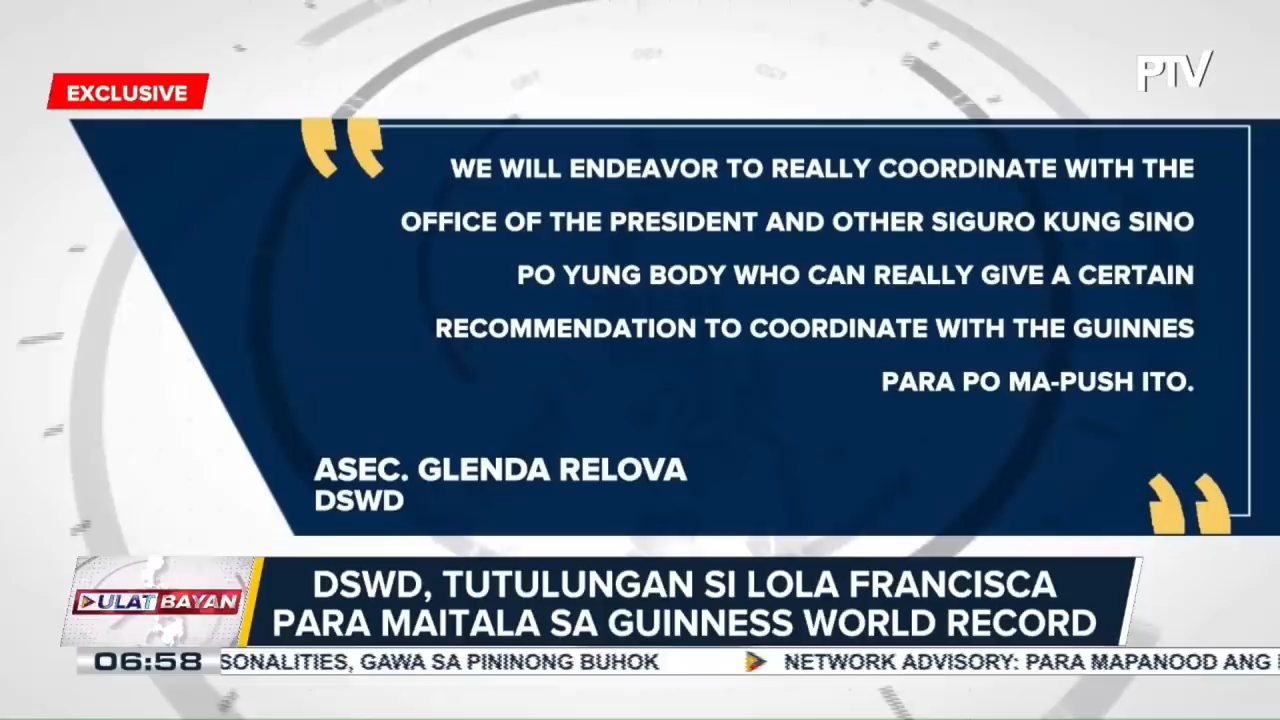 EXCLUSIVE
PTV
WE WILL ENDEAVOR TO REALLY COORDINATE WITH THE
OFFICE OF THE PRESIDENT AND OTHER SIGURO KUNG SINO
PO YUNG BODY WHO CAN REALLY GIVE A CERTAIN
RECOMMENDATION TO COORDINATE WITH THE GUINNES
PARA PO MA-PUSH ITO.
ASEC. GLENDA RELOVA
DSWD
DSWD, TUTULUNGAN SI LOLA FRANCISCA
PARA MAITALA SA GUINNESS WORLD RECORD
ULAT BAYAN
06:58 SONALITIES, GAWA SA PININONG BUHOK NETWORK ADVISORY: PARA MAPANOOD ANG